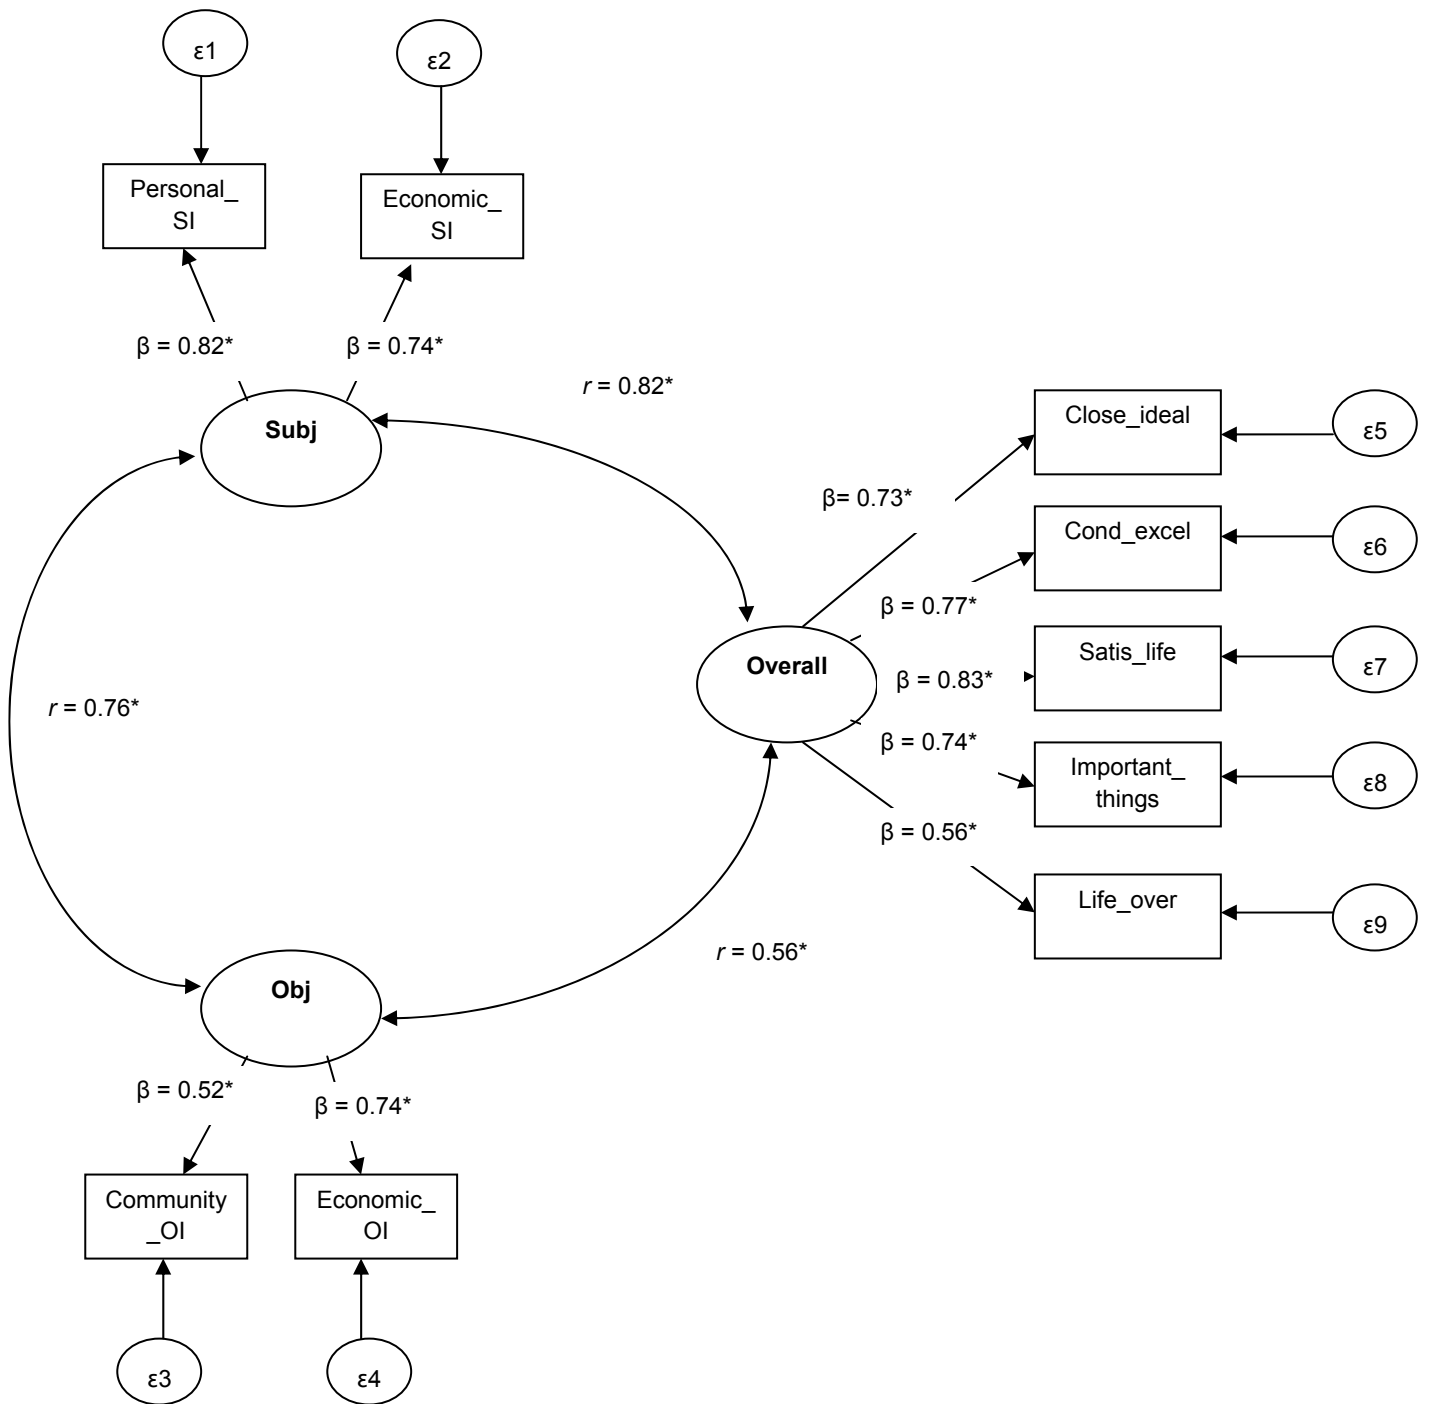 ε1
ε2
Personal_
SI
Economic_
SI
β = 0.82*
β = 0.74*
r = 0.82*
Subj
Close_ideal
ε5
β= 0.73*
Cond_excel
ε6
β = 0.77*
Overall
β = 0.83*
Satis_life
ε7
r = 0.76*
β = 0.74*
Important_
things
ε8
β = 0.56*
Life_over
ε9
r = 0.56*
Obj
β = 0.52*
β = 0.74*
Community
_OI
Economic_
OI
ε3
ε4